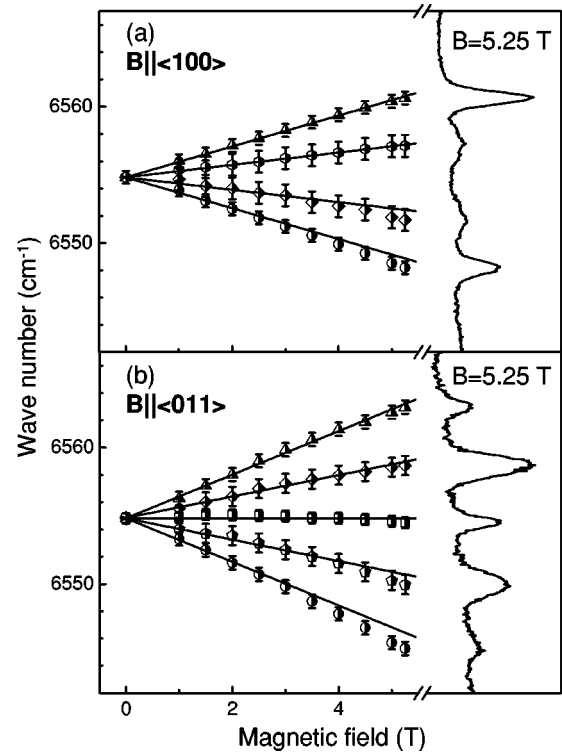 (a)
B||<100>
B=5.25 T
6560
6550
Wave number (cm⁻¹)
(b)
B||<011>
B=5.25 T
6560
6550
0 2 4 6
Magnetic field (T)